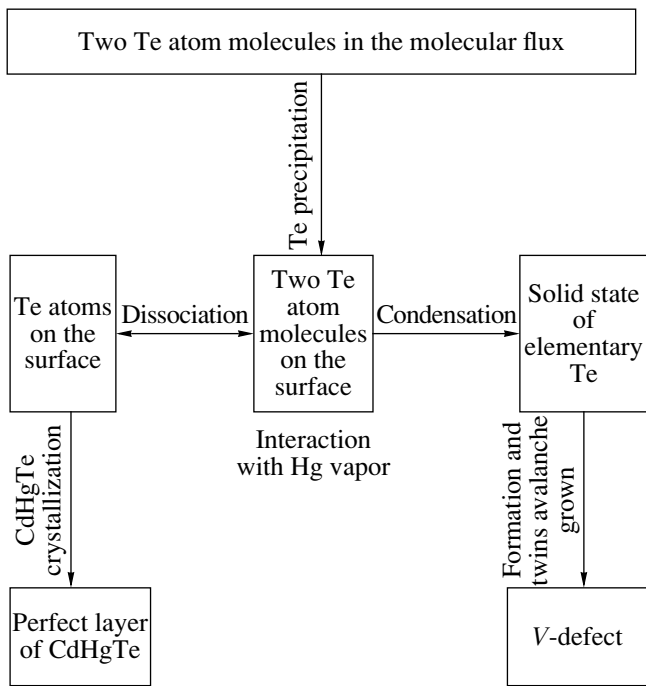 Two Te atom molecules in the molecular flux
Te precipitation
Te atoms
on the
surface
Dissociation
Two Te
atom
molecules
on the
surface
Condensation
Solid state
of
elementary
Te
Interaction
with Hg vapor
CdHgTe
crystallization
Formation and
twins avalanche
grown
Perfect layer
of CdHgTe
V-defect